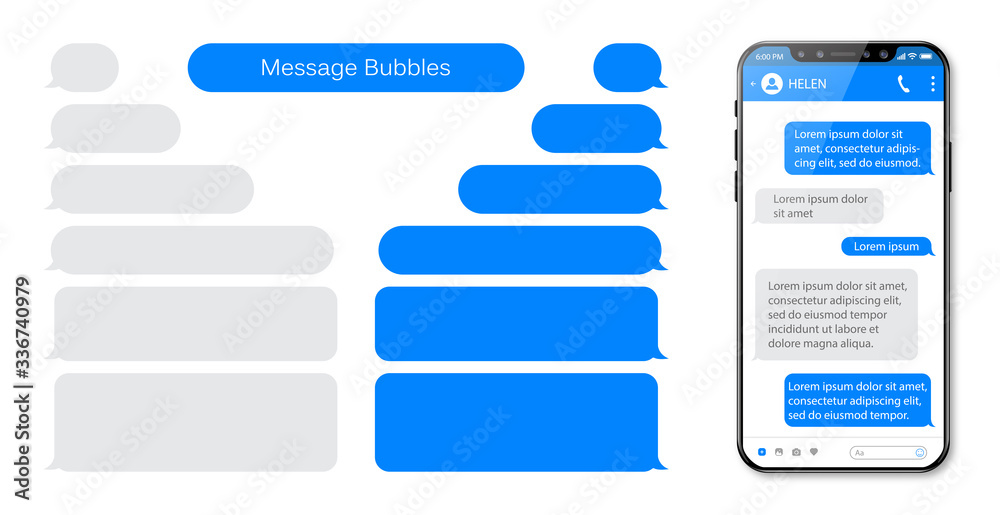 Message Bubbles
6:00 PM
HELEN
Lorem ipsum dolor sit
amet, consectetur adipis-
cing elit, sed do eiusmod.
Lorem ipsum dolor
sit amet
Lorem ipsum
Lorem ipsum dolor sit amet,
consectetur adipiscing elit,
sed do eiusmod tempor
incididunt ut labore et
dolore magna aliqua.
Lorem ipsum dolor sit amet,
consectetur adipiscing elit,
sed do eiusmod tempor.
Aa
Adobe Stock | #336740979